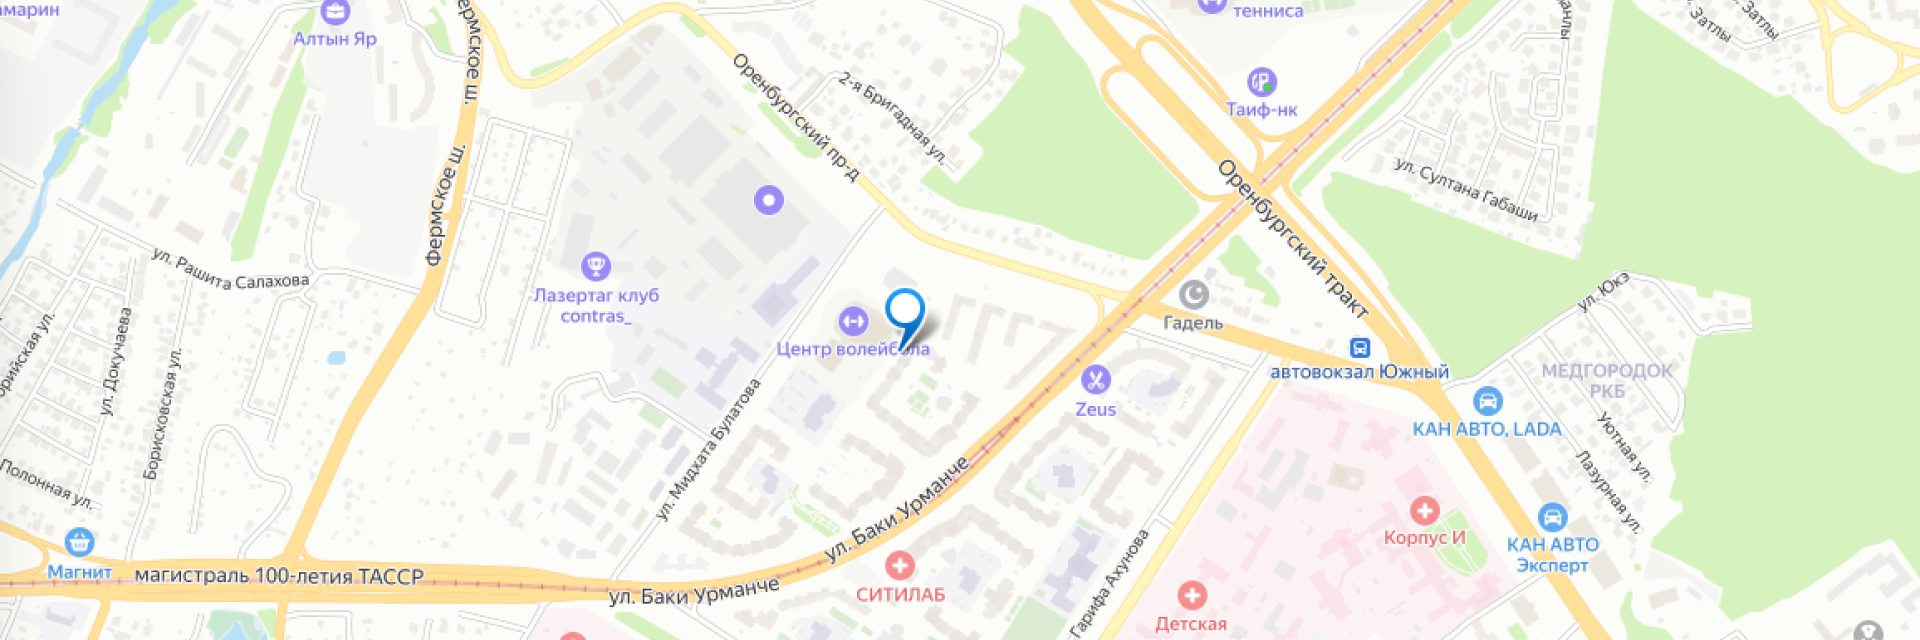 тенниса
Алтын Яр
Фермское ш.
Оренбургский пр-д
2-я Бригадная ул.
Таиф-нк
ул. Затлы
ул. Султана Габаши
Оренбургский тракт
Фермское ш.
ул. Рашита Салахова
Лазертаг клуб
contras_
Центр волейбола
Гадель
автовокзал Южный
ул. Юкэ
МЕДГОРОДОК
РКБ
ул. Докучаева
Борисковская ул.
ул. Мидхата Булатова
Zeus
КАН АВТО, LADA
Уютная ул.
Лазурная ул.
Полонная ул.
ул. Баки Урманче
Корпус И
КАН АВТО
Эксперт
Магнит
магистраль 100-летия ТАССР
ул. Баки Урманче
СИТИЛАБ
Гарифа Ахунова
Детская